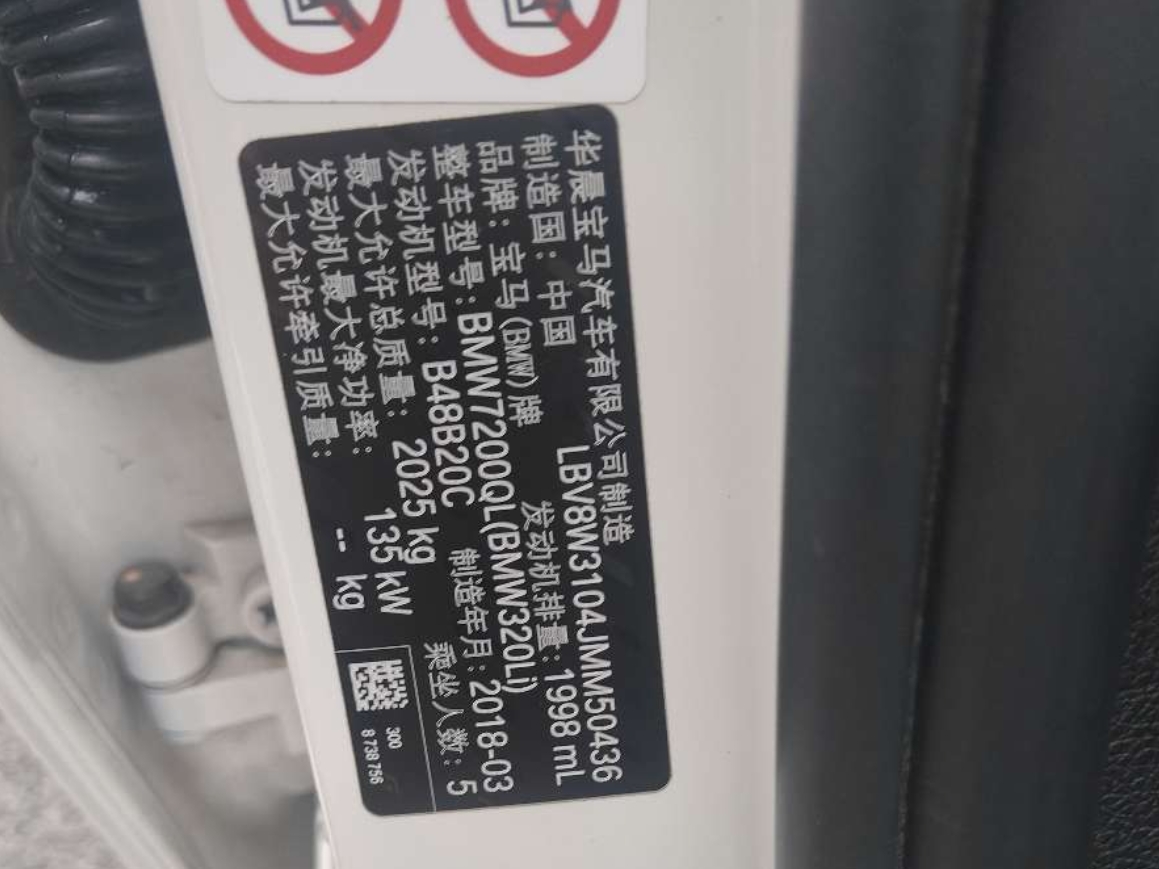 华晨宝马汽车有限公司制造
制造国：中国 LBV8W3104JMM50436
品牌：宝马(BMW)牌 发动机排量：1998 mL
整车型号：BMW7200QL(BMW320Li)
发动机型号：B48B20C 制造年月：2018-03
最大允许总质量：2025 kg 乘坐人数：5
发动机最大净功率：135 kW
最大允许牵引质量：-- kg
300
8 738 756